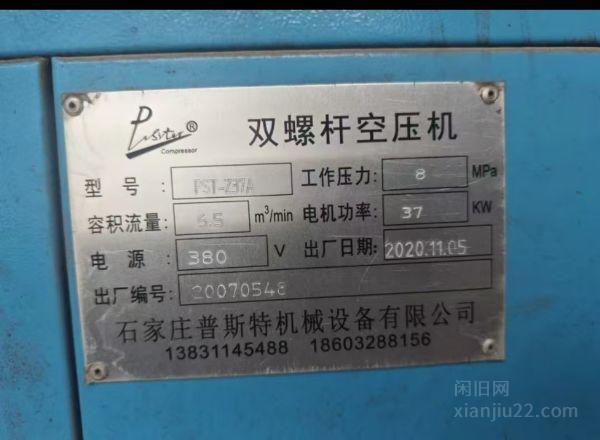 Pusite®
Compressor
双螺杆空压机
型号: PST-Z37A 工作压力: 8 MPa
容积流量: 6.5 m³/min 电机功率: 37 KW
电源: 380 V 出厂日期: 2020.11.05
出厂编号: 20070548
石家庄普斯特机械设备有限公司
13831145488 18603288156
闲旧网
xianjiu22.com